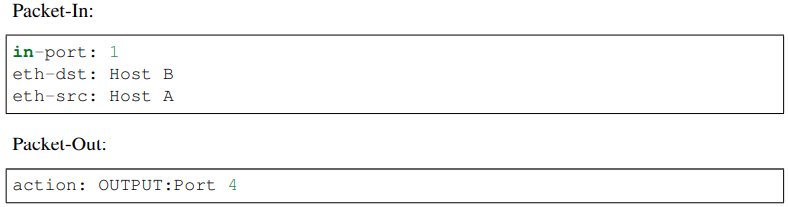 Packet-In:
in-port: 1
eth-dst: Host B
eth-src: Host A
Packet-Out:
action: OUTPUT:Port 4